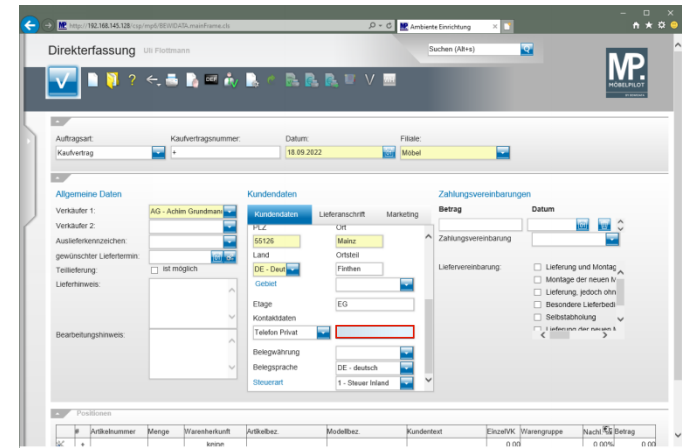 http://192.168.145.128/csp/mp6/BEWIDATA.mainFrame.cls
Ambiente Einrichtung
Direkterfassung Uli Flottmann
Suchen (Alt+s)
MP.
MÖBELPILOT
Auftragsart: Kaufvertragsnummer: Datum: Filiale:
Kaufvertrag + 18.09.2022 Möbel
Allgemeine Daten
Verkäufer 1: AG - Achim Grundmann
Verkäufer 2:
Auslieferkennzeichen:
gewünschter Liefertermin:
Teillieferung: ist möglich
Lieferhinweis:
Bearbeitungshinweis:
Kundendaten
Kundendaten Lieferanschrift Marketing
PLZ Ort
55126 Mainz
Land Ortsteil
DE - Deut Finthen
Gebiet
Etage EG
Kontaktdaten
Telefon Privat
Belegwährung
Belegsprache DE - deutsch
Steuerart 1 - Steuer Inland
Zahlungsvereinbarungen
Betrag Datum
Zahlungsvereinbarung
Liefervereinbarung: Lieferung und Montag
Montage der neuen M
Lieferung, jedoch ohn
Besondere Lieferbedi
Selbstabholung
Lieferung der neuen M
Positionen
# Artikelnummer Menge Warenherkunft Artikelbez. Modellbez. Kundentext EinzelVK Warengruppe Nachl % Betrag
+ keine 0.00 0.00% 0.00